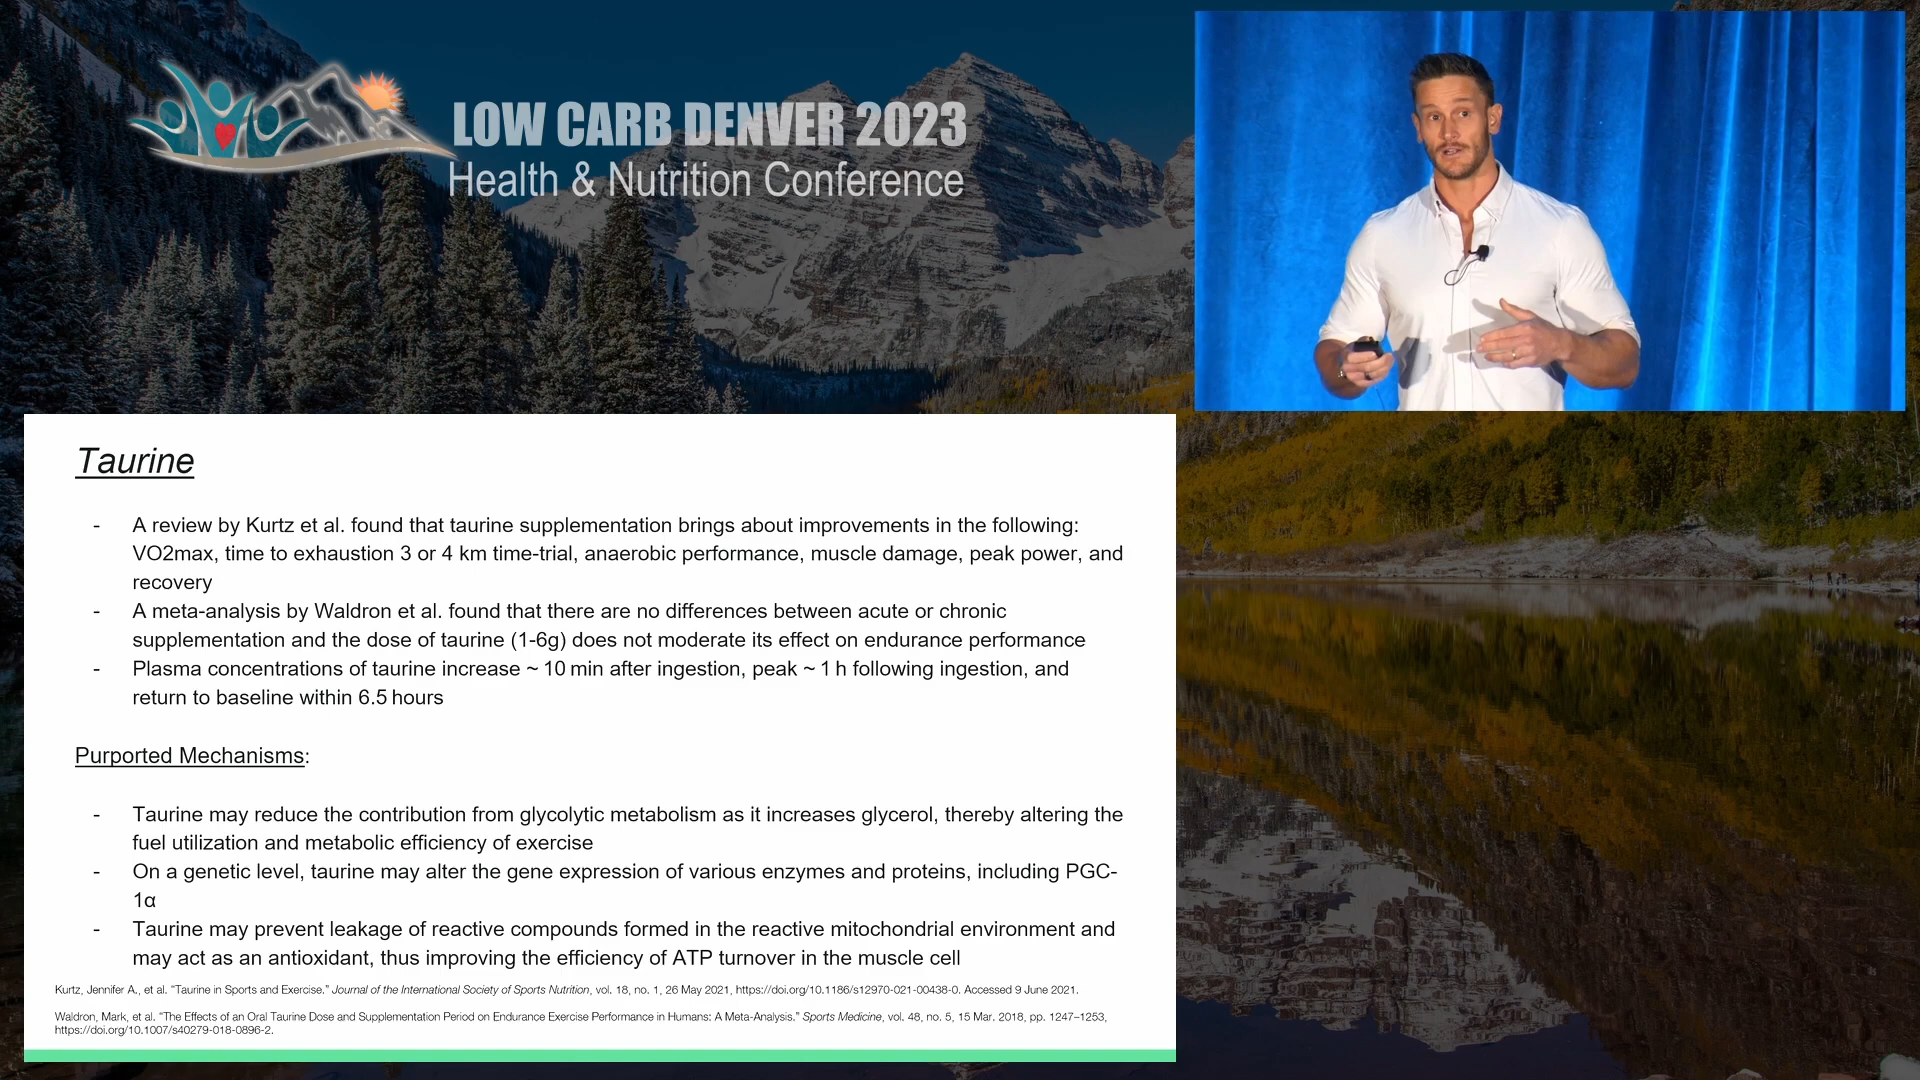 LOW CARB DENVER 2023
Health & Nutrition Conference
Taurine
- A review by Kurtz et al. found that taurine supplementation brings about improvements in the following:
VO2max, time to exhaustion 3 or 4 km time-trial, anaerobic performance, muscle damage, peak power, and
recovery
- A meta-analysis by Waldron et al. found that there are no differences between acute or chronic
supplementation and the dose of taurine (1-6g) does not moderate its effect on endurance performance
- Plasma concentrations of taurine increase ~ 10 min after ingestion, peak ~ 1 h following ingestion, and
return to baseline within 6.5 hours
Purported Mechanisms:
- Taurine may reduce the contribution from glycolytic metabolism as it increases glycerol, thereby altering the
fuel utilization and metabolic efficiency of exercise
- On a genetic level, taurine may alter the gene expression of various enzymes and proteins, including PGC-
1α
- Taurine may prevent leakage of reactive compounds formed in the reactive mitochondrial environment and
may act as an antioxidant, thus improving the efficiency of ATP turnover in the muscle cell
Kurtz, Jennifer A., et al. “Taurine in Sports and Exercise.” Journal of the International Society of Sports Nutrition, vol. 18, no. 1, 26 May 2021, https://doi.org/10.1186/s12970-021-00438-0. Accessed 9 June 2021.
Waldron, Mark, et al. “The Effects of an Oral Taurine Dose and Supplementation Period on Endurance Exercise Performance in Humans: A Meta-Analysis.” Sports Medicine, vol. 48, no. 5, 15 Mar. 2018, pp. 1247–1253,
https://doi.org/10.1007/s40279-018-0896-2.